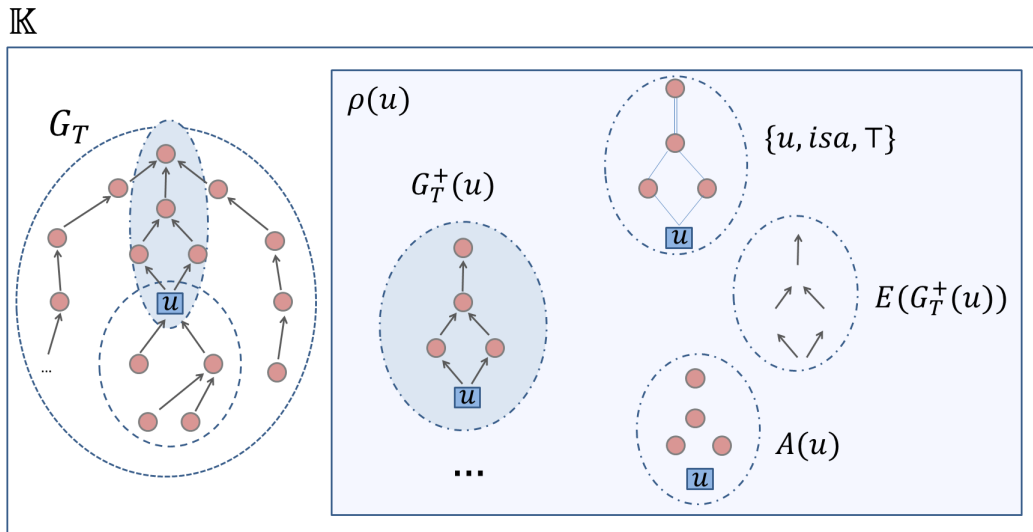 𝕂
G_T
u
...
ρ(u)
G_T^+(u)
u
...
{u, isa, ⊤}
u
E(G_T^+(u))
A(u)
u